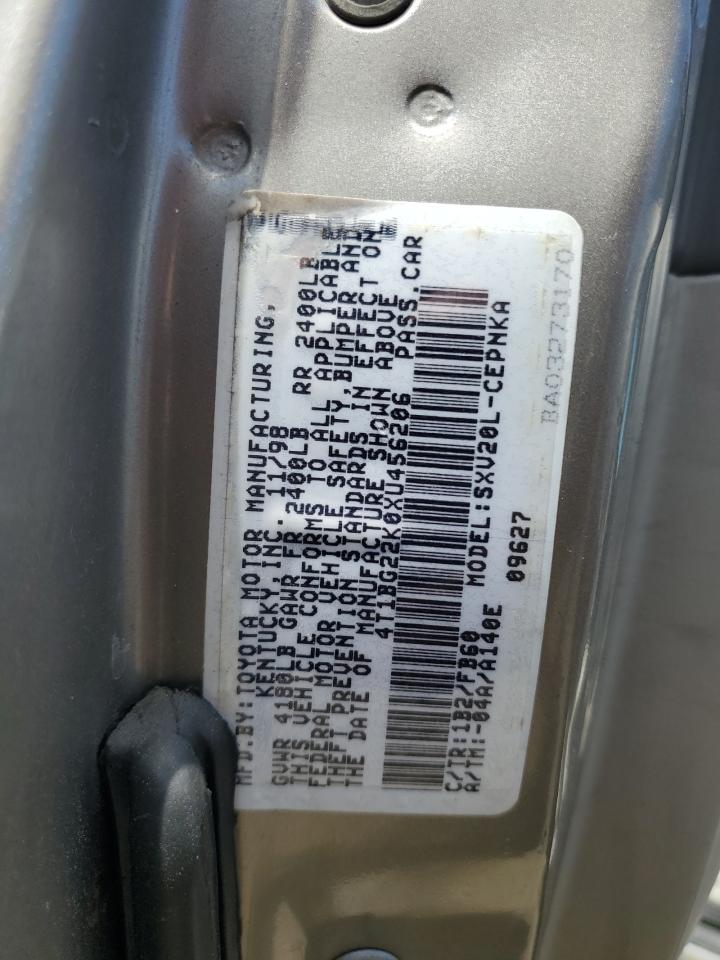 MFD.BY:TOYOTA MOTOR MANUFACTURING,
KENTUCKY,INC. 11/98
GVWR 4180LB GAWR FR 2400LB RR 2400LB
THIS VEHICLE CONFORMS TO ALL APPLICABLE
FEDERAL MOTOR VEHICLE SAFETY,BUMPER AND
THEFT PREVENTION STANDARDS IN EFFECT ON
THE DATE OF MANUFACTURE SHOWN ABOVE
4T1BG22K0XU456206 PASS.CAR
C/TR:1B2/FB60 MODEL:SXV20L-CEPNKA
A/TM:-04A/A140E 09627
BA03273170